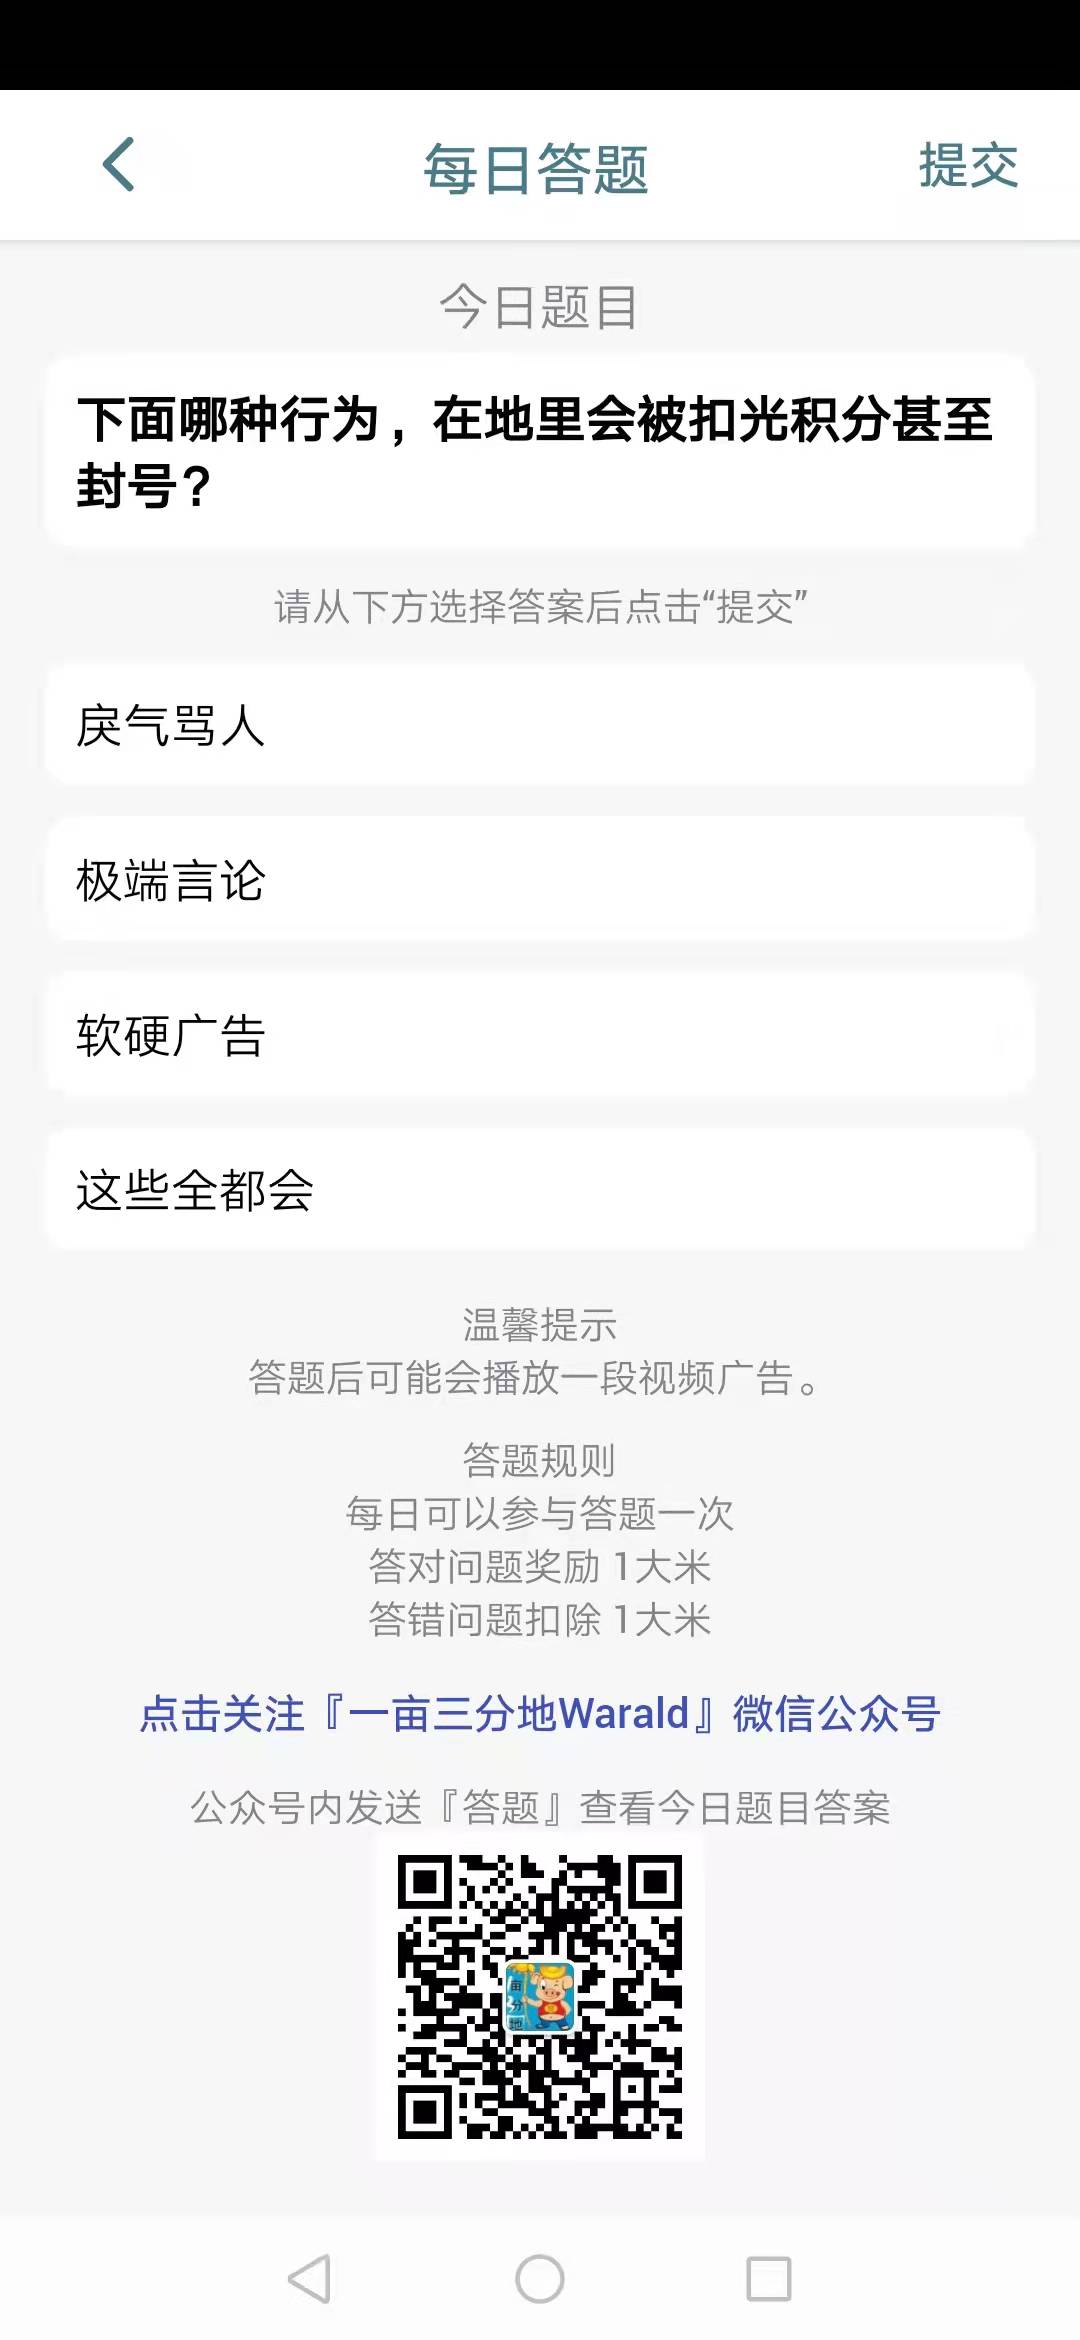 每日答题
提交
今日题目
下面哪种行为，在地里会被扣光积分甚至
封号？
请从下方选择答案后点击“提交”
戾气骂人
极端言论
软硬广告
这些全都会
温馨提示
答题后可能会播放一段视频广告。
答题规则
每日可以参与答题一次
答对问题奖励 1大米
答错问题扣除 1大米
点击关注『一亩三分地Warald』微信公众号
公众号内发送『答题』查看今日题目答案